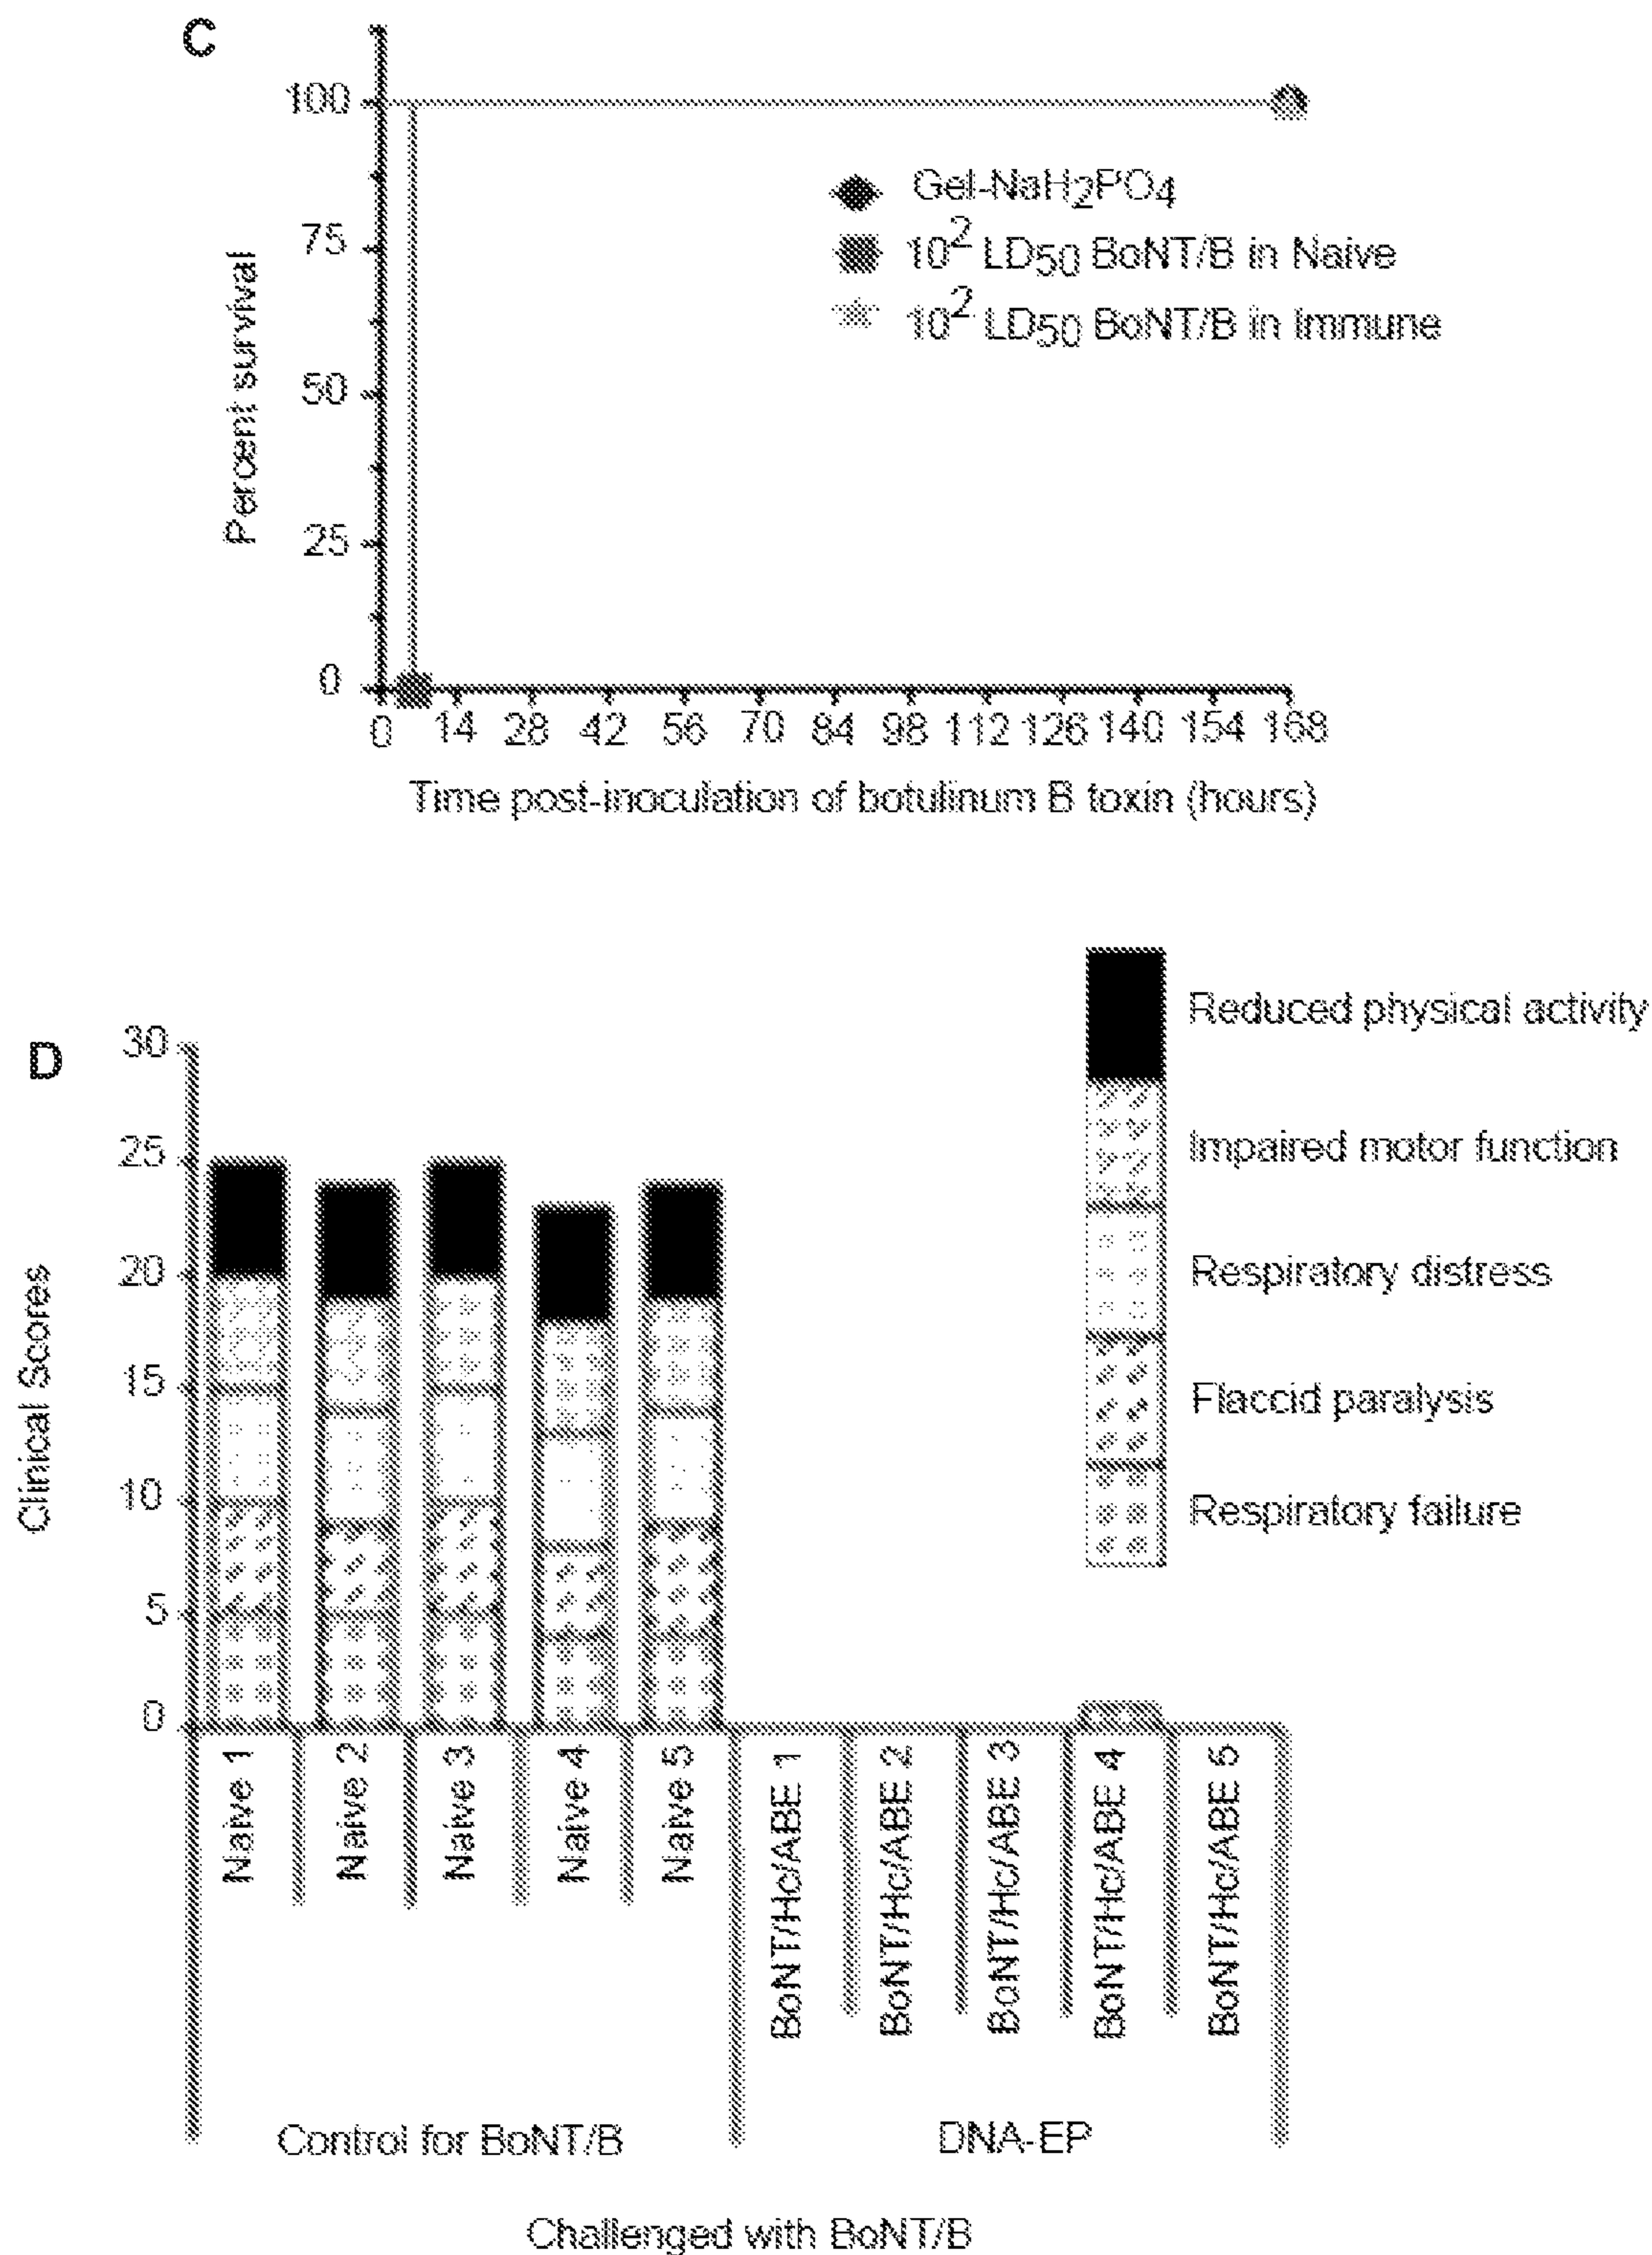 C
100
75
50
25
0
Percent survival
Gel-NaH2PO4
10^2 LD50 BoNT/B in Naive
10^2 LD50 BoNT/B in Immune
0 14 28 42 56 70 84 98 112 126 140 154 168
Time post-inoculation of botulinum B toxin (hours)
D
30
25
20
15
10
5
0
Clinical Scores
Reduced physical activity
Impaired motor function
Respiratory distress
Flaccid paralysis
Respiratory failure
Naive 1
Naive 2
Naive 3
Naive 4
Naive 5
BoNT/Hc/ABE 1
BoNT/Hc/ABE 2
BoNT/Hc/ABE 3
BoNT/Hc/ABE 4
BoNT/Hc/ABE 5
Control for BoNT/B
DNA-EP
Challenged with BoNT/B